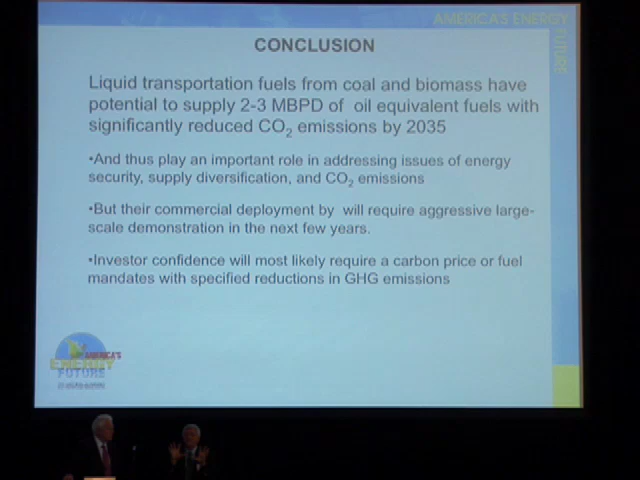 AMERICA'S ENERGY
FUTURE
CONCLUSION
Liquid transportation fuels from coal and biomass have
potential to supply 2-3 MBPD of oil equivalent fuels with
significantly reduced CO2 emissions by 2035
•And thus play an important role in addressing issues of energy
security, supply diversification, and CO2 emissions
•But their commercial deployment by will require aggressive large-
scale demonstration in the next few years.
•Investor confidence will most likely require a carbon price or fuel
mandates with specified reductions in GHG emissions
AMERICA'S
ENERGY
FUTURE